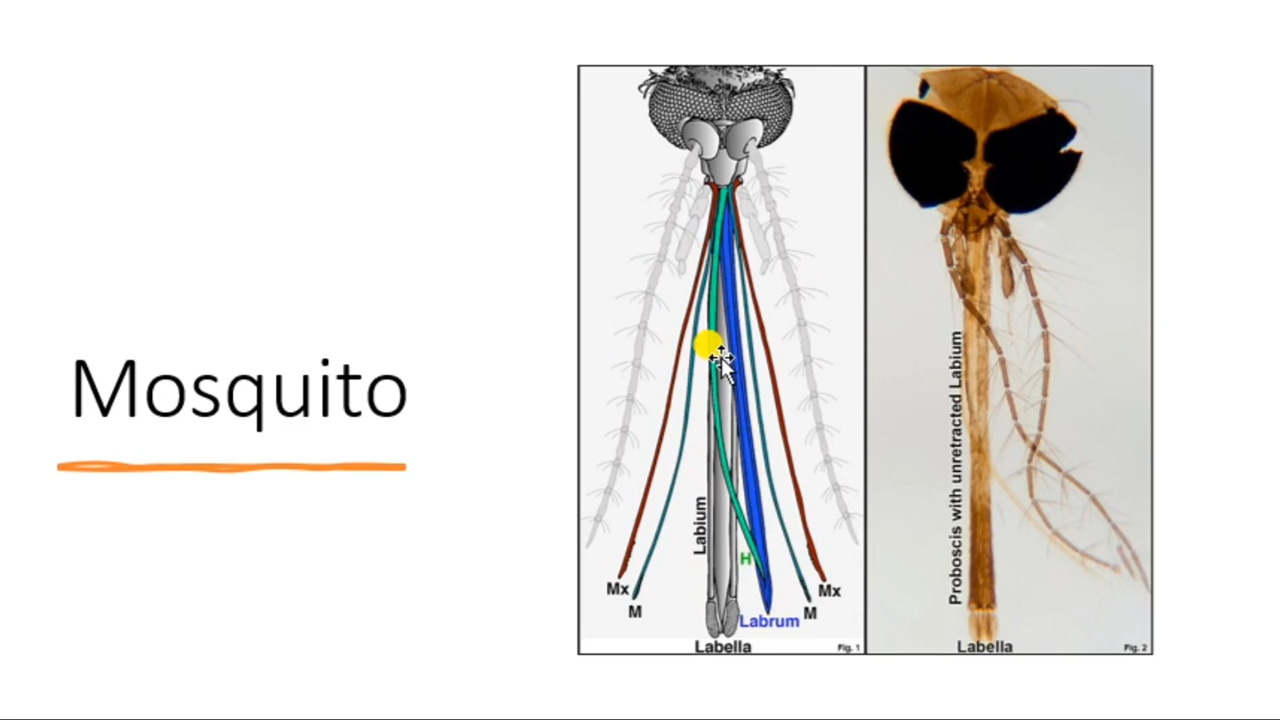 Mosquito
Labium
H
Mx
M
Labrum
M
Mx
Labella
Fig. 1
Proboscis with unretracted Labium
Labella
Fig. 2